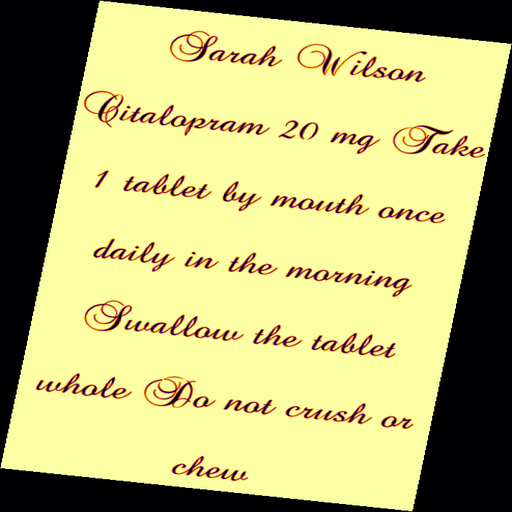 Sarah Wilson
Citalopram 20 mg Take
1 tablet by mouth once
daily in the morning
Swallow the tablet
whole Do not crush or
chew